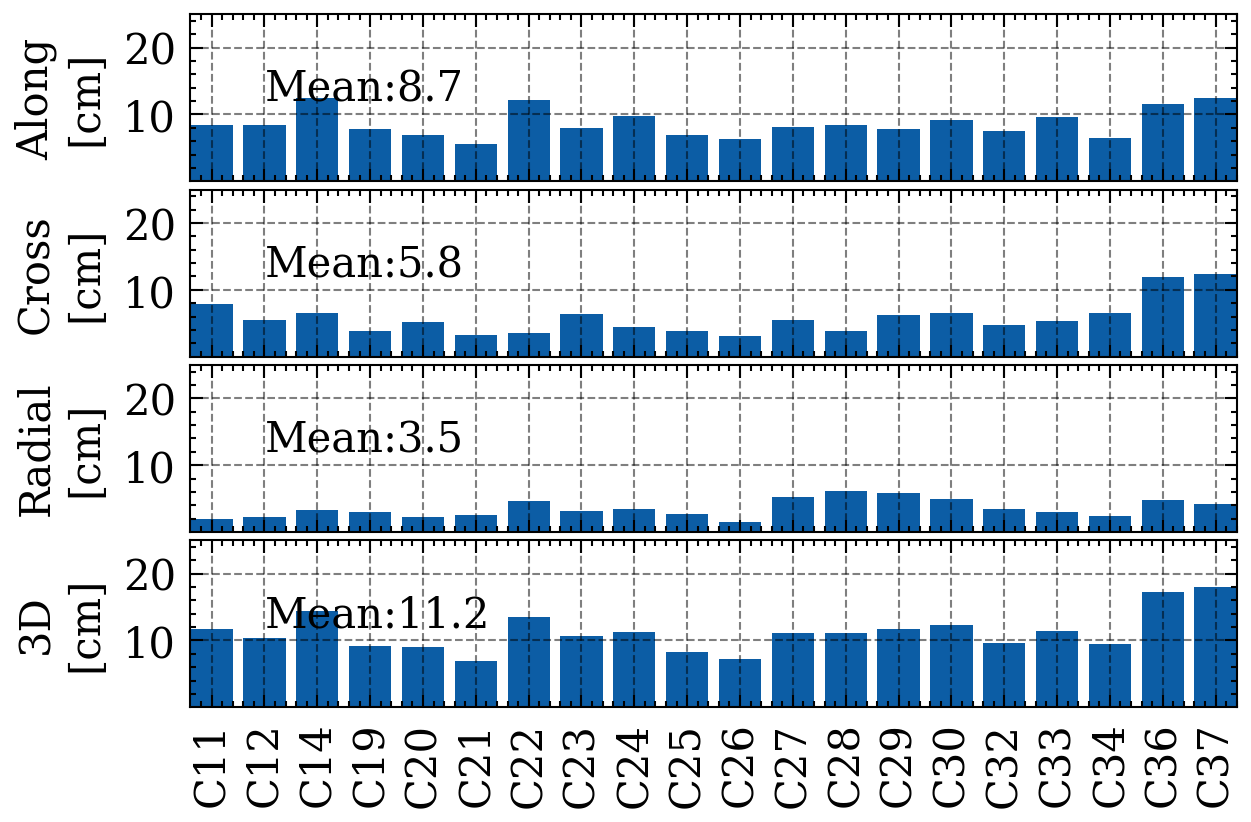 Along
[cm]
20
10
Mean:8.7
Cross
[cm]
20
10
Mean:5.8
Radial
[cm]
20
10
Mean:3.5
3D
[cm]
20
10
Mean:11.2
C11 C12 C14 C19 C20 C21 C22 C23 C24 C25 C26 C27 C28 C29 C30 C32 C33 C34 C36 C37